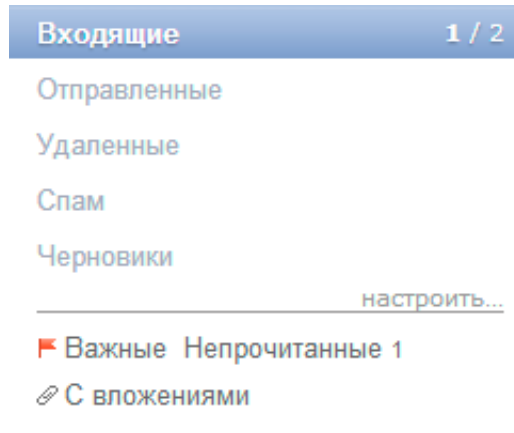 Входящие 1 / 2
Отправленные
Удаленные
Спам
Черновики
настроить...
Важные Непрочитанные 1
С вложениями